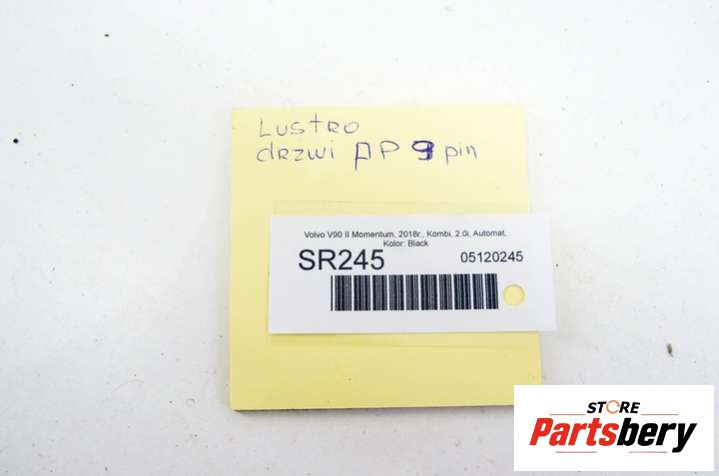 Lustro
drzwi PP 9 pin
Volvo V90 II Momentum, 2018r., Kombi, 2.0i, Automat,
Kolor: Black
SR245 05120245
STORE
Partsbery